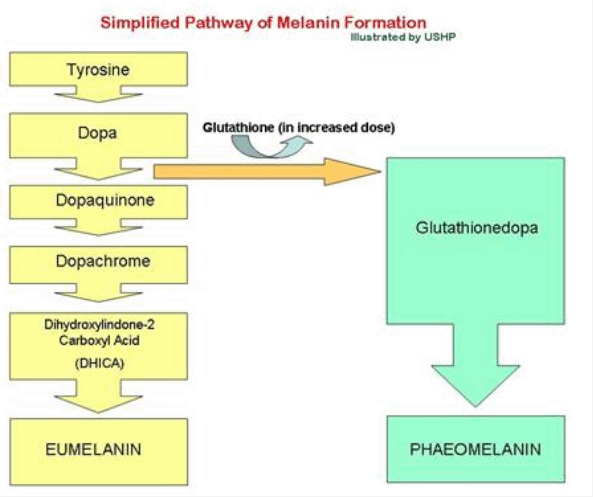 Simplified Pathway of Melanin Formation
Illustrated by USHP
Tyrosine
Dopa
Glutathione (in increased dose)
Dopaquinone
Glutathionedopa
Dopachrome
Dihydroxylindone-2
Carboxyl Acid
(DHICA)
EUMELANIN
PHAEOMELANIN